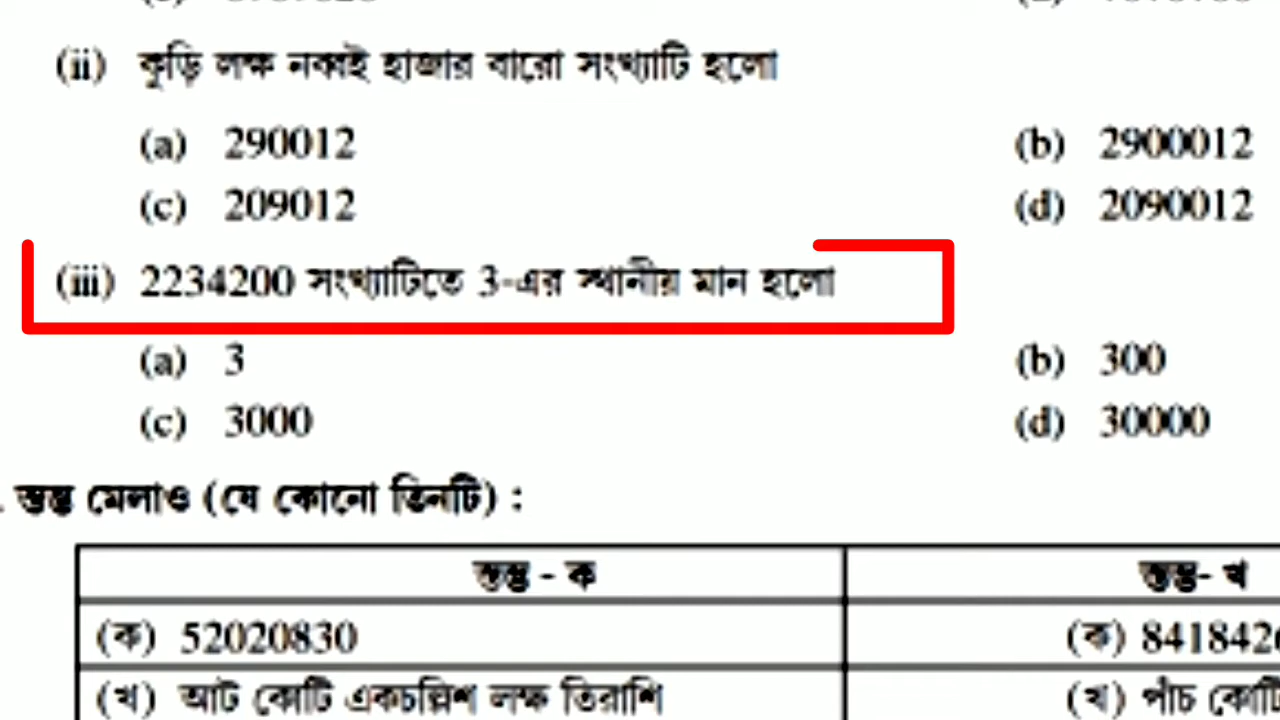 (ii) কুড়ি লক্ষ নব্বই হাজার বারো সংখ্যাটি হলো
(a) 290012 (b) 2900012
(c) 209012 (d) 2090012
(iii) 2234200 সংখ্যাটিতে 3-এর স্থানীয় মান হলো
(a) 3 (b) 300
(c) 3000 (d) 30000
. স্তম্ভ মেলাও (যে কোনো তিনটি) :
স্তম্ভ - ক স্তম্ভ- খ
(ক) 52020830 (ক) 841842
(খ) আট কোটি একচল্লিশ লক্ষ তিরাশি (খ) পাঁচ কোটি